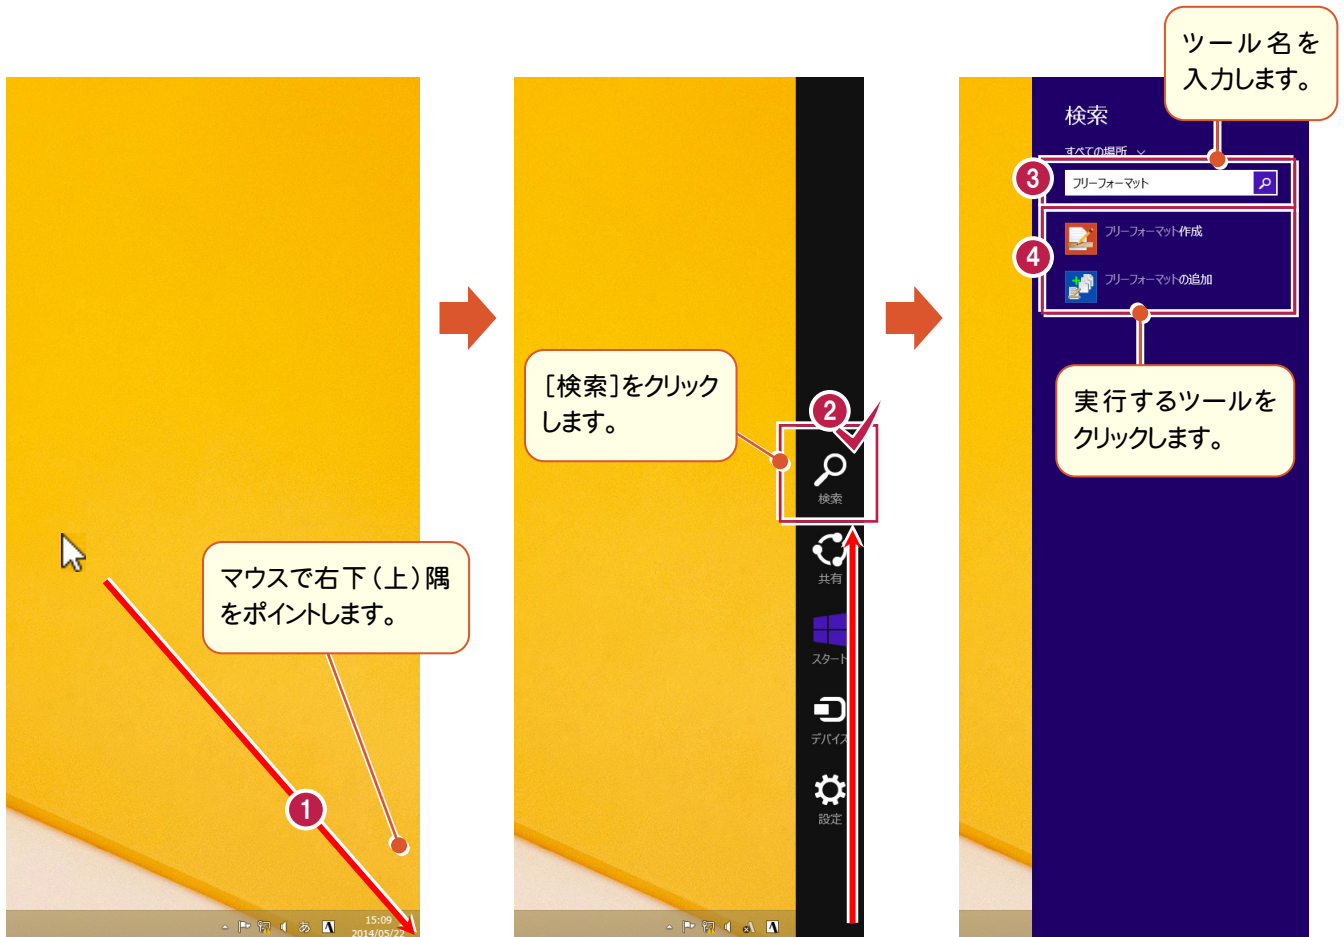 ツール名を
入力します。
検索
すべての場所
3
フリーフォーマット
フリーフォーマット作成
4
フリーフォーマットの追加
[検索]をクリック
します。
2
実行するツールを
クリックします。
検索
マウスで右下(上)隅
をポイントします。
共有
スタート
デバイス
1
設定
あ A 15:09
2014/05/22
A